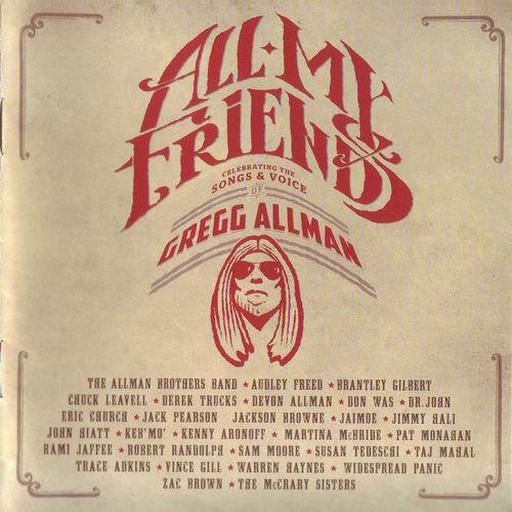 ALL·MY
FRIENDS
CELEBRATING THE
SONGS & VOICE
OF
GREGG ALLMAN
THE ALLMAN BROTHERS BAND ★ AUDLEY FREED ★ BRANTLEY GILBERT
CHUCK LEAVELL ★ DEREK TRUCKS ★ DEVON ALLMAN ★ DON WAS ★ DR. JOHN
ERIC CHURCH ★ JACK PEARSON JACKSON BROWNE ★ JAIMOE ★ JIMMY HALL
JOHN HIATT ★ KEB'MO' ★ KENNY ARONOFF ★ MARTINA McBRIDE ★ PAT MONAHAN
RAMI JAFFEE ★ ROBERT RANDOLPH ★ SAM MOORE ★ SUSAN TEDESCHI ★ TAJ MAHAL
TRACE ADKINS ★ VINCE GILL ★ WARREN HAYNES ★ WIDESPREAD PANIC
ZAC BROWN ★ THE McCRARY SISTERS